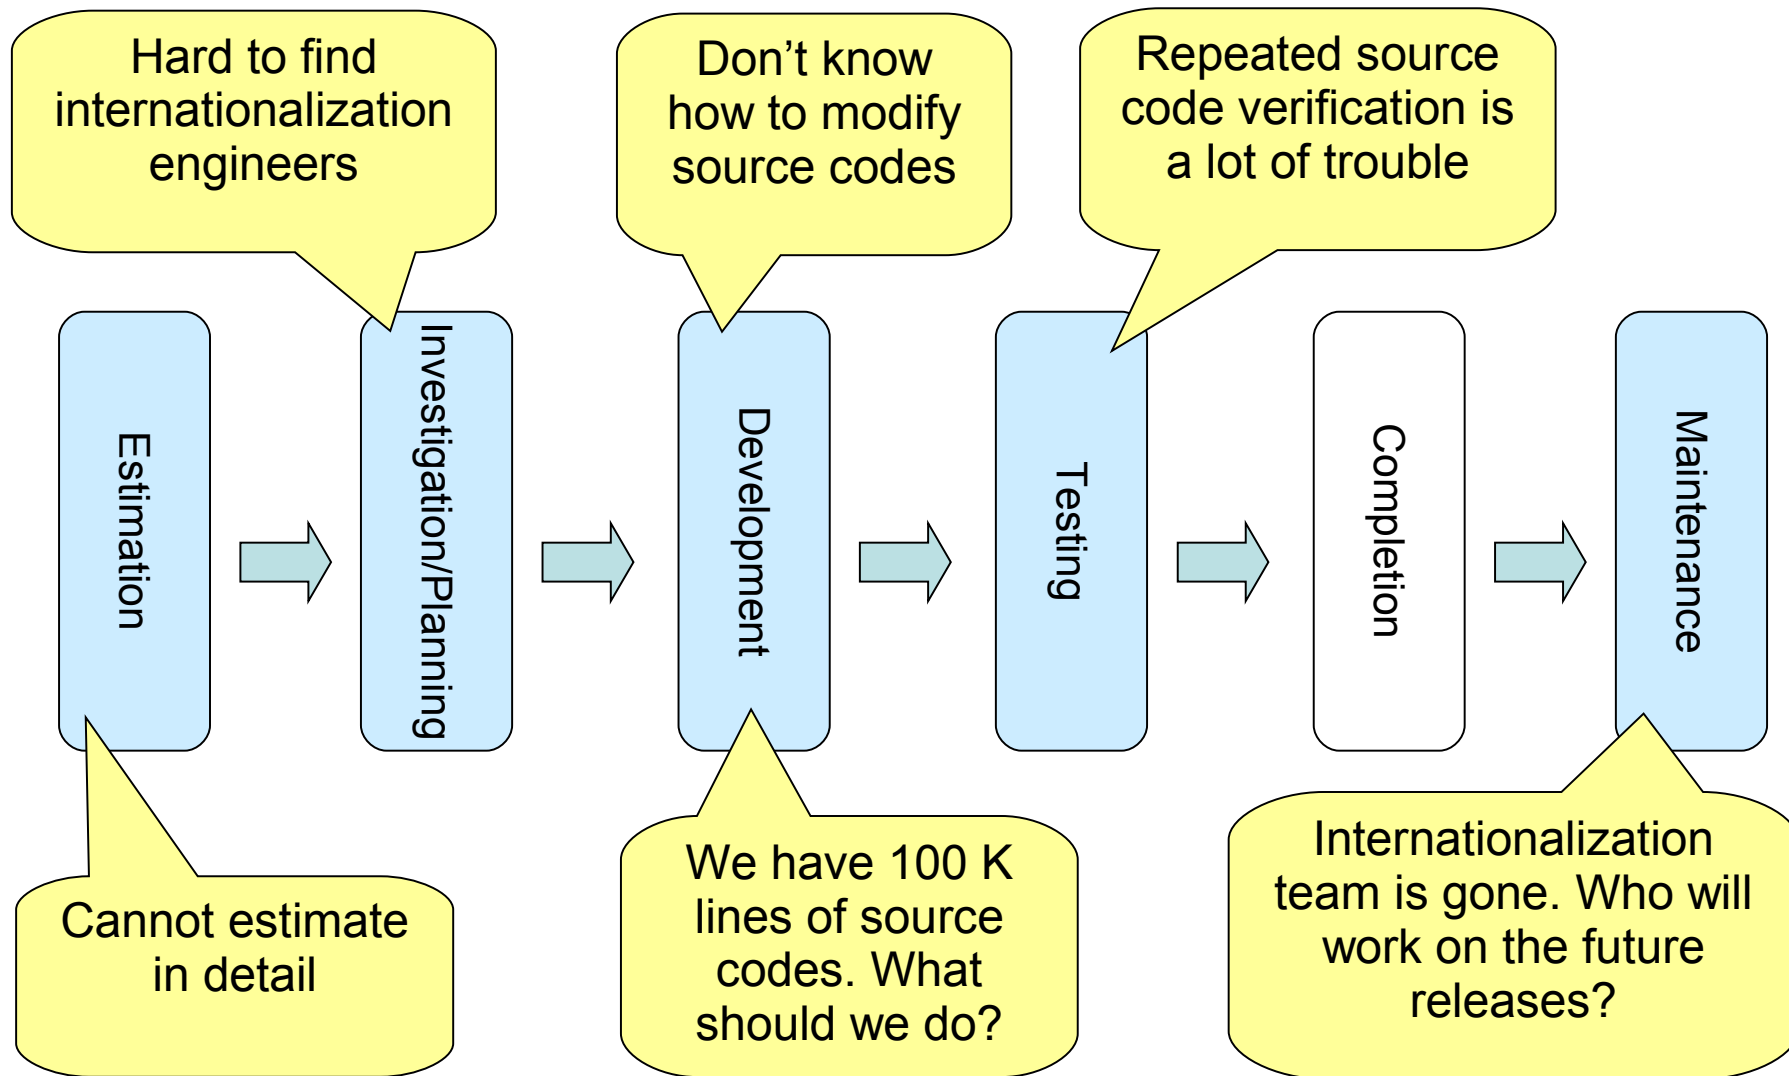 Hard to find
internationalization
engineers
Don't know
how to modify
source codes
Repeated source
code verification is
a lot of trouble
Estimation
Investigation/Planning
Development
Testing
Completion
Maintenance
Cannot estimate
in detail
We have 100 K
lines of source
codes. What
should we do?
Internationalization
team is gone. Who will
work on the future
releases?